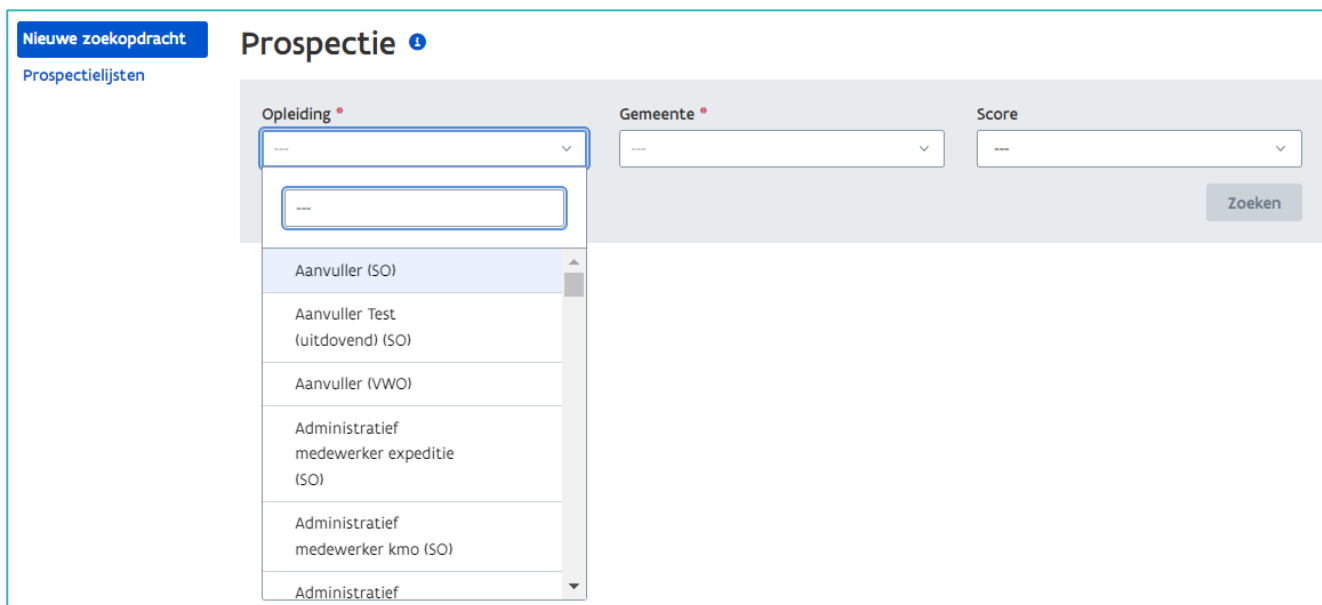 Nieuwe zoekopdracht
Prospectielijsten
Prospectie
Opleiding *
Gemeente *
Score
---
---
---
Zoeken
---
Aanvuller (SO)
Aanvuller Test
(uitdovend) (SO)
Aanvuller (VWO)
Administratief
medewerker expeditie
(SO)
Administratief
medewerker kmo (SO)
Administratief